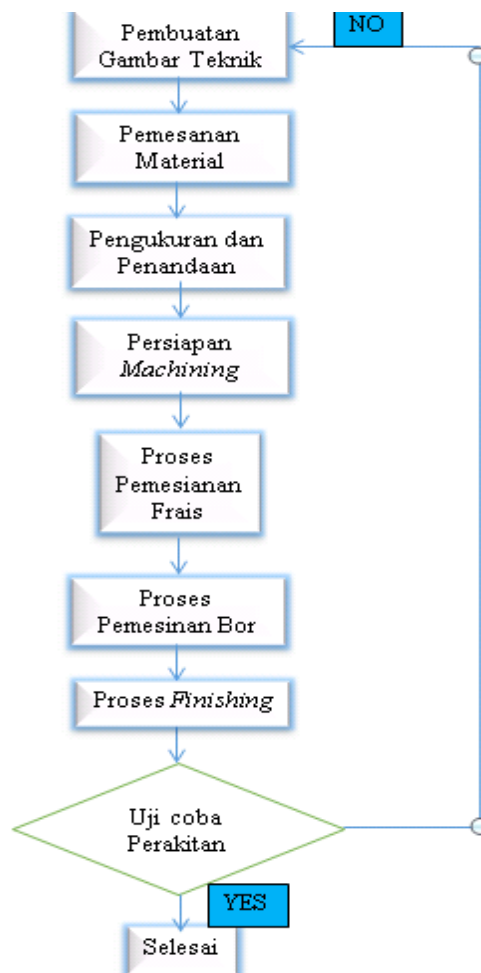 NO
Pembuatan
Gambar Teknik
Pemesanan
Material
Pengukuran dan
Penandaan
Persiapan
Machining
Proses
Pemesianan
Frais
Proses
Pemesinan Bor
Proses Finishing
Uji coba
Perakitan
YES
Selesai